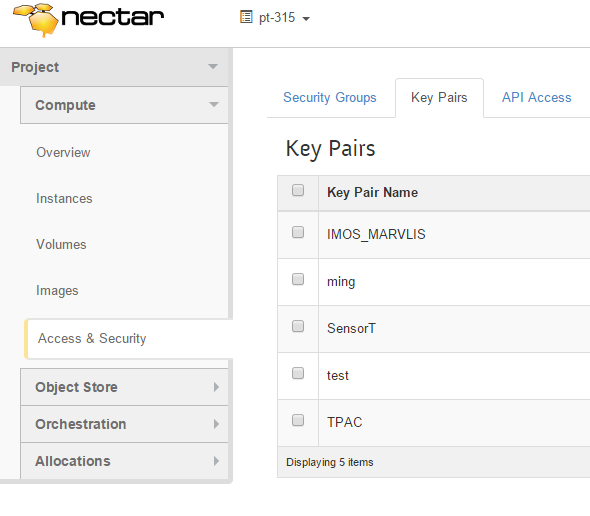 nectar
pt-315
Project
Compute
Overview
Instances
Volumes
Images
Access & Security
Object Store
Orchestration
Allocations
Security Groups
Key Pairs
API Access
Key Pairs
Key Pair Name
IMOS_MARVLIS
ming
SensorT
test
TPAC
Displaying 5 items